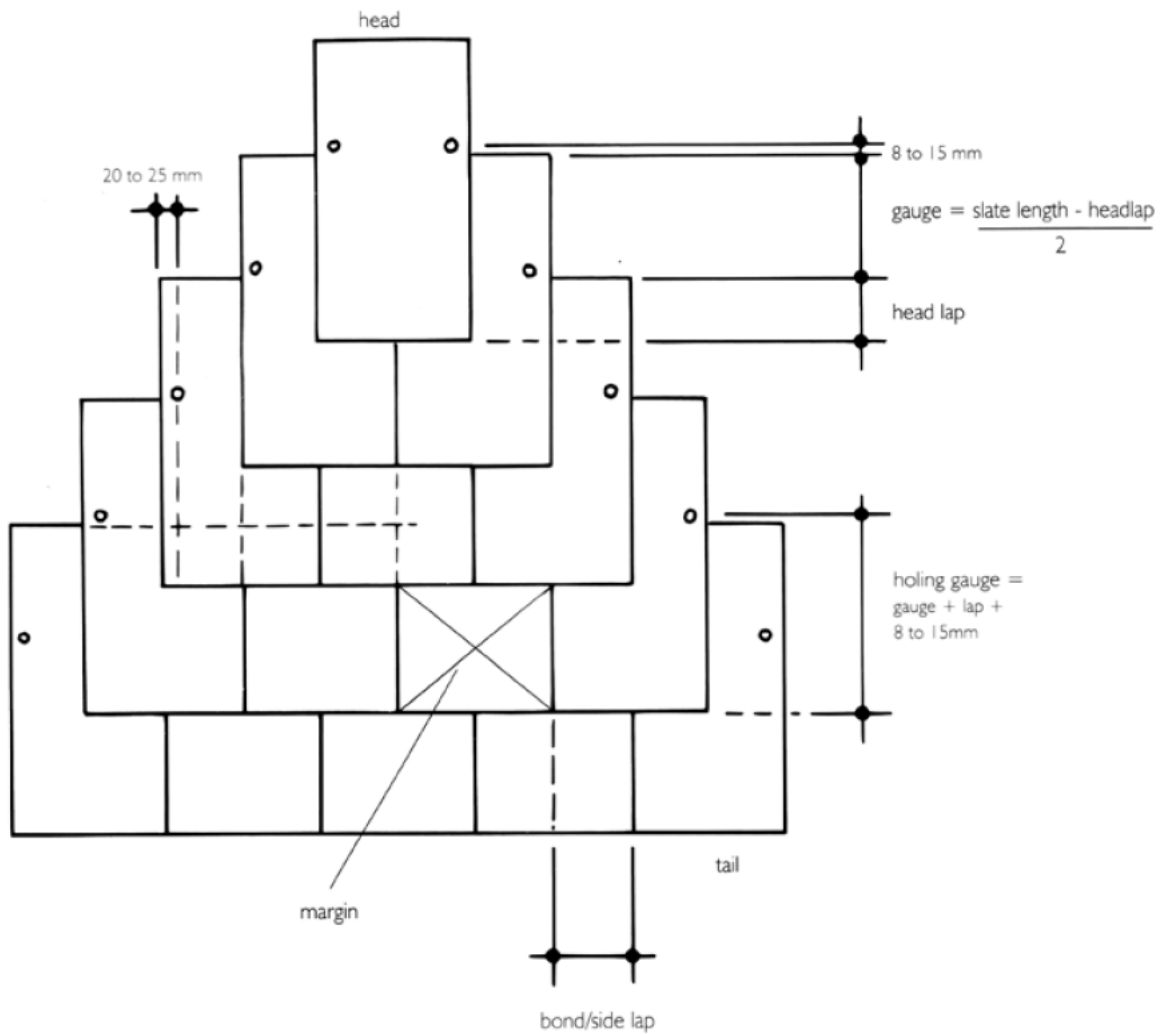 head
8 to 15 mm
20 to 25 mm
gauge = slate length - headlap
2
head lap
holing gauge =
gauge + lap +
8 to 15mm
tail
margin
bond/side lap